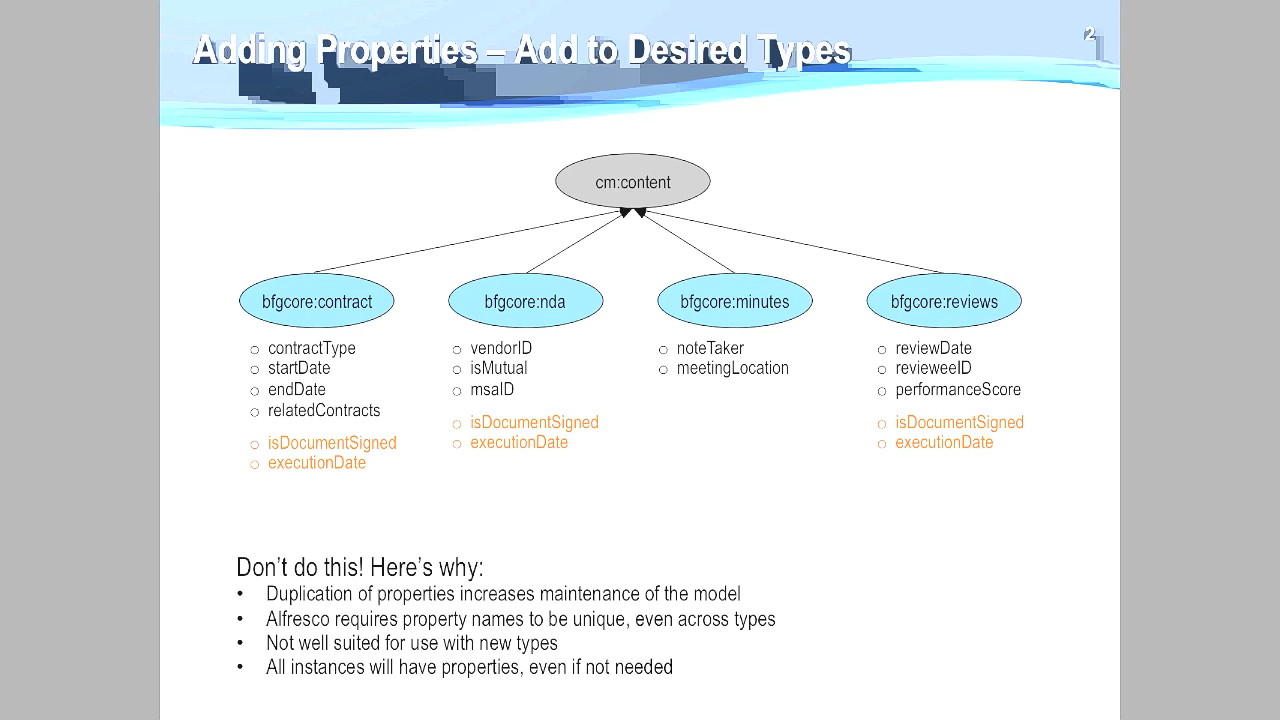 Adding Properties – Add to Desired Types
2
cm:content
bfgcore:contract
bfgcore:nda
bfgcore:minutes
bfgcore:reviews
○ contractType
○ startDate
○ endDate
○ relatedContracts
○ isDocumentSigned
○ executionDate
○ vendorID
○ isMutual
○ msaID
○ isDocumentSigned
○ executionDate
○ noteTaker
○ meetingLocation
○ reviewDate
○ revieweeID
○ performanceScore
○ isDocumentSigned
○ executionDate
Don't do this! Here's why:
• Duplication of properties increases maintenance of the model
• Alfresco requires property names to be unique, even across types
• Not well suited for use with new types
• All instances will have properties, even if not needed